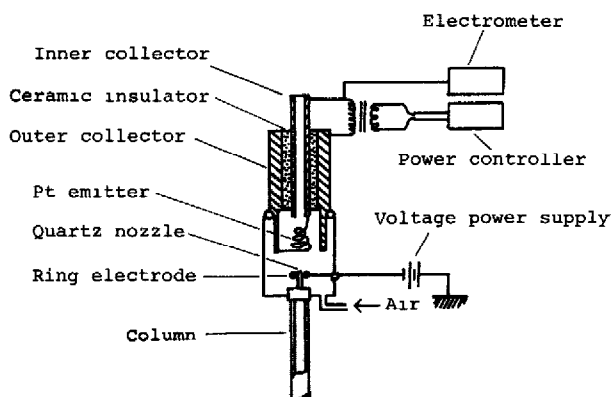 Electrometer
Inner collector
Ceramic insulator
Outer collector
Power controller
Pt emitter
Voltage power supply
Quartz nozzle
Ring electrode
Air
Column